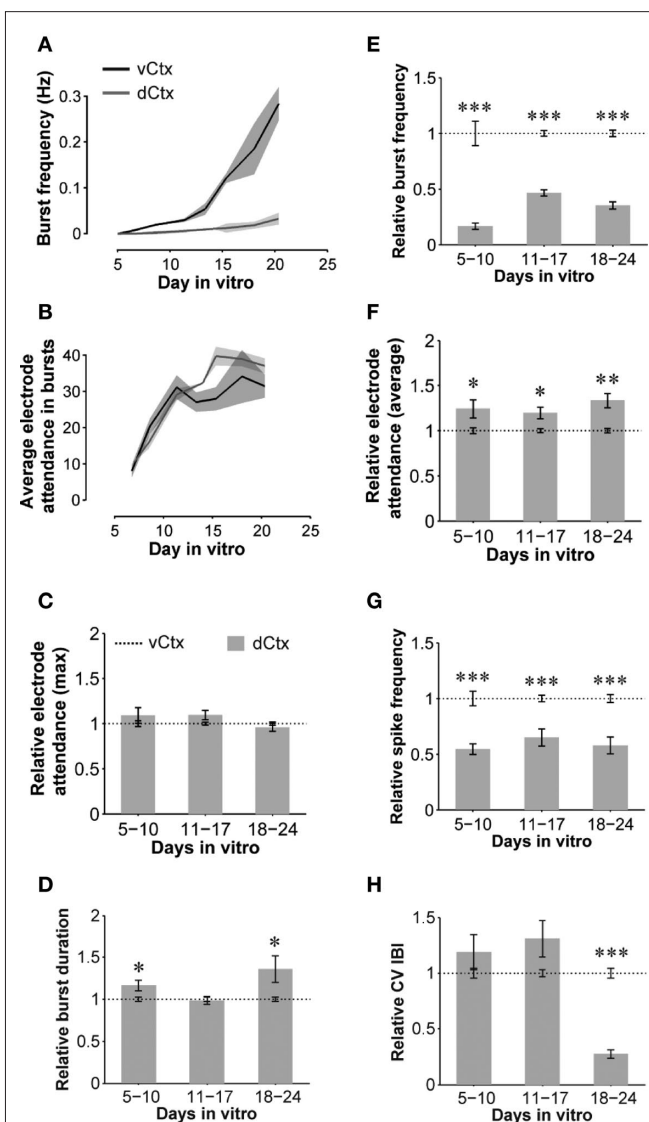 A
vCtx
dCtx
Burst frequency (Hz)
0.3
0.2
0.1
0
5
10
15
20
25
Day in vitro
B
Average electrode
attendance in bursts
40
30
20
10
0
5
10
15
20
25
Day in vitro
C
vCtx
dCtx
Relative electrode
attendance (max)
2
1.5
1
0.5
0
5−10
11−17
18−24
Days in vitro
D
Relative burst duration
2
1.5
1
0.5
0
*
*
5−10
11−17
18−24
Days in vitro
E
Relative burst frequency
1.5
1
0.5
0
***
***
***
5−10
11−17
18−24
Days in vitro
F
Relative electrode
attendance (average)
2
1.5
1
0.5
0
*
*
**
5−10
11−17
18−24
Days in vitro
G
Relative spike frequency
1.5
1
0.5
0
***
***
***
5−10
11−17
18−24
Days in vitro
H
Relative CV IBI
1.5
1
0.5
0
***
5−10
11−17
18−24
Days in vitro